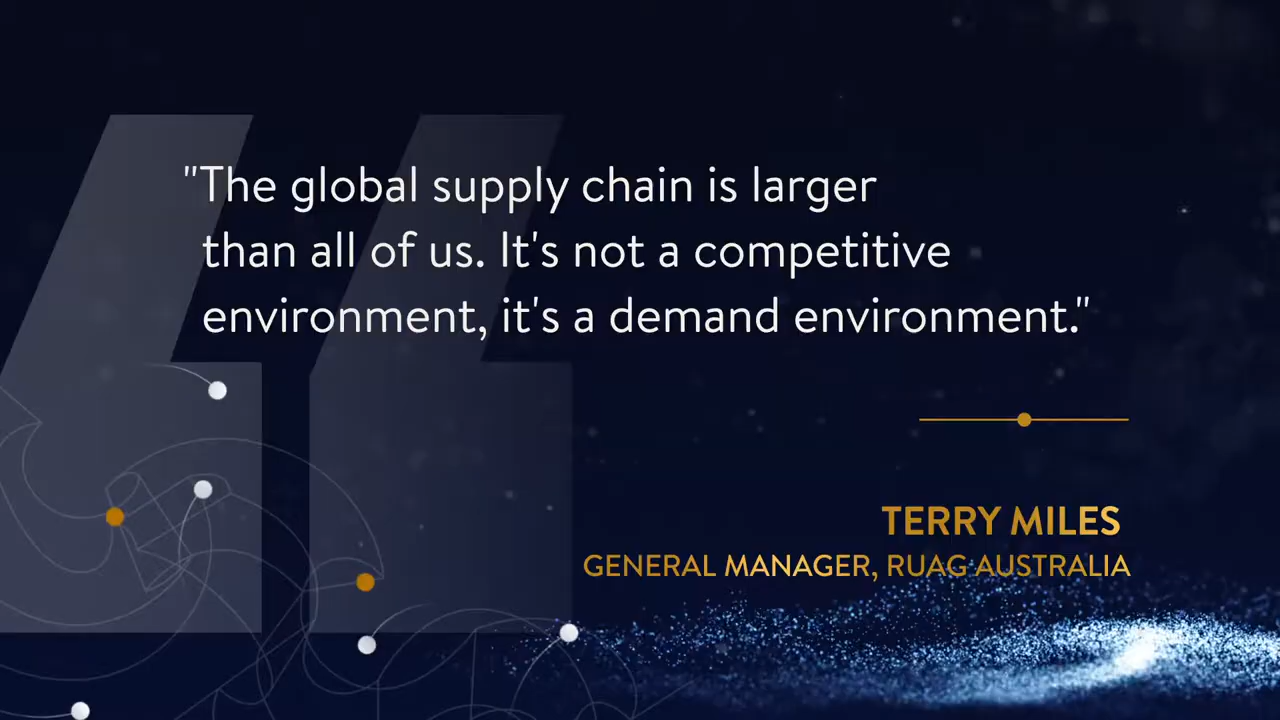 "The global supply chain is larger
than all of us. It's not a competitive
environment, it's a demand environment."
TERRY MILES
GENERAL MANAGER, RUAG AUSTRALIA